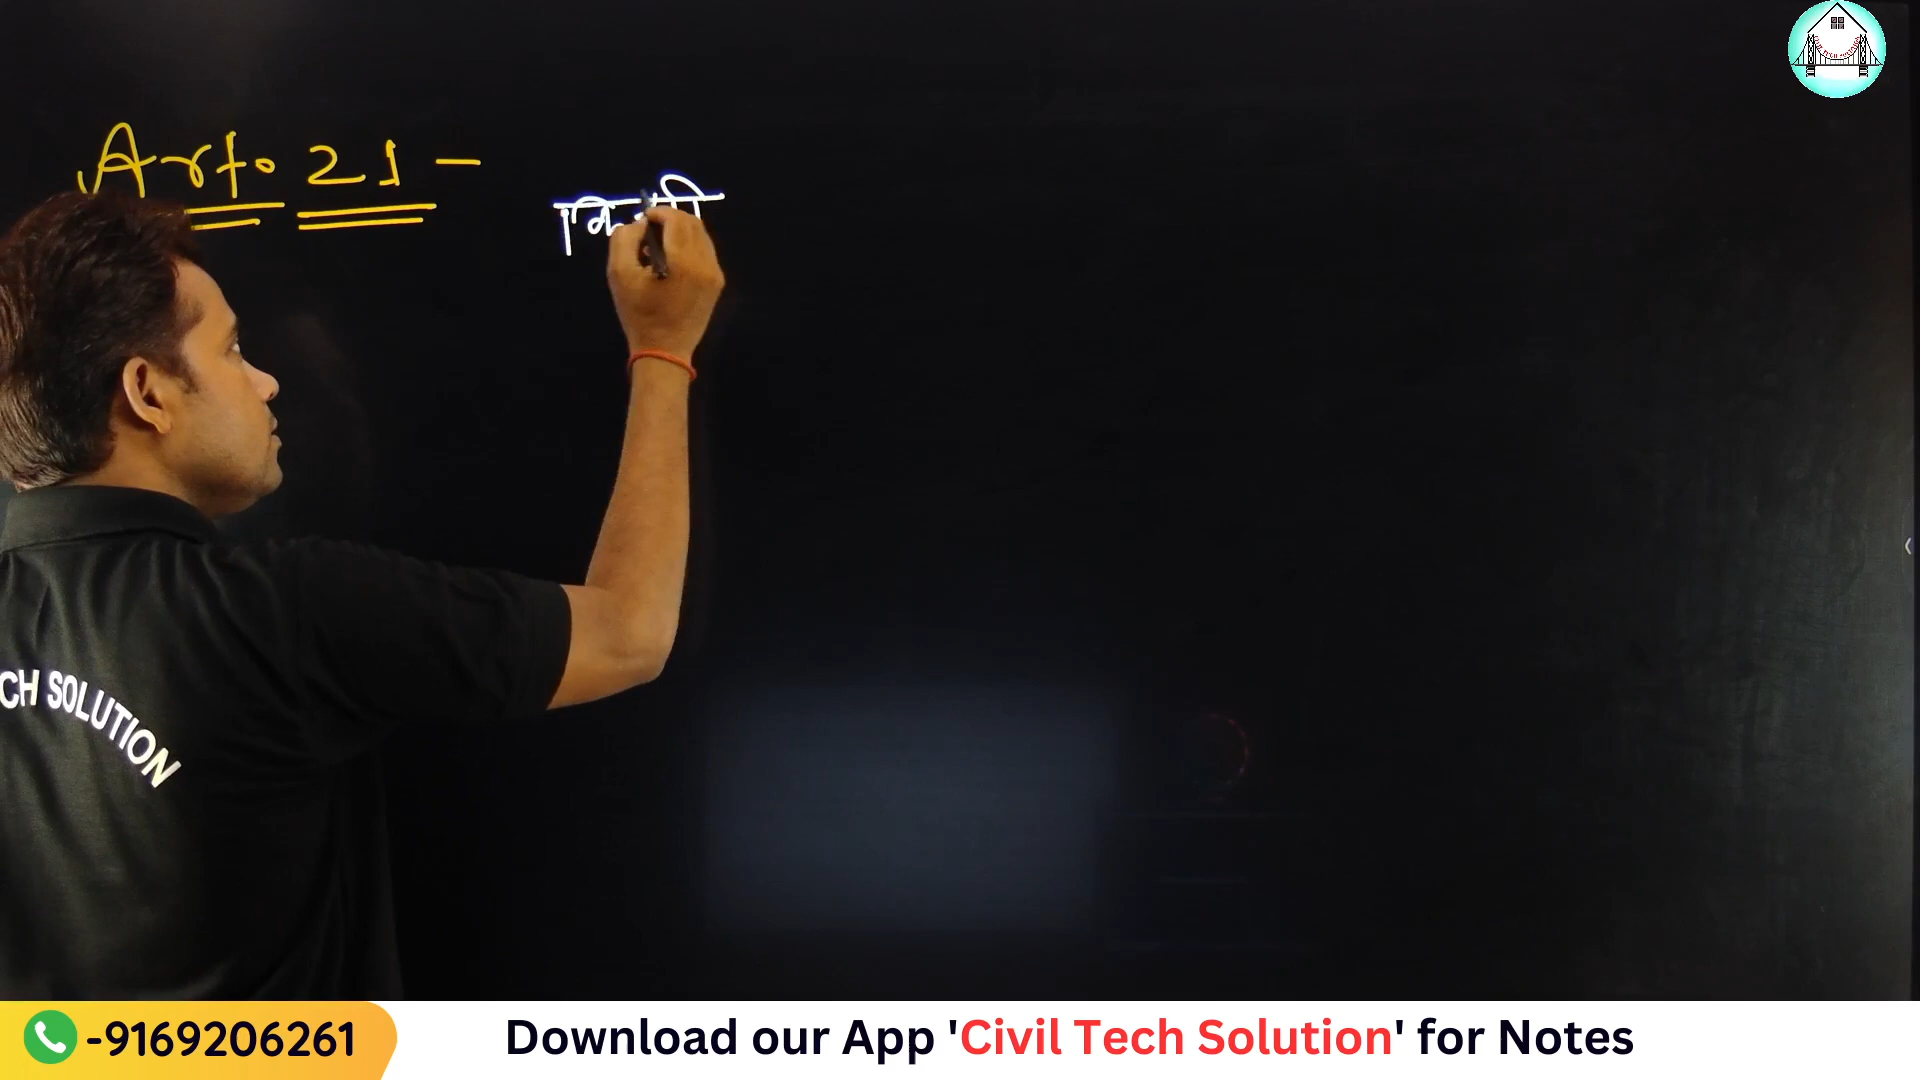 Art. 21 -
किसी
CH SOLUTION
-9169206261
Download our App 'Civil Tech Solution' for Notes